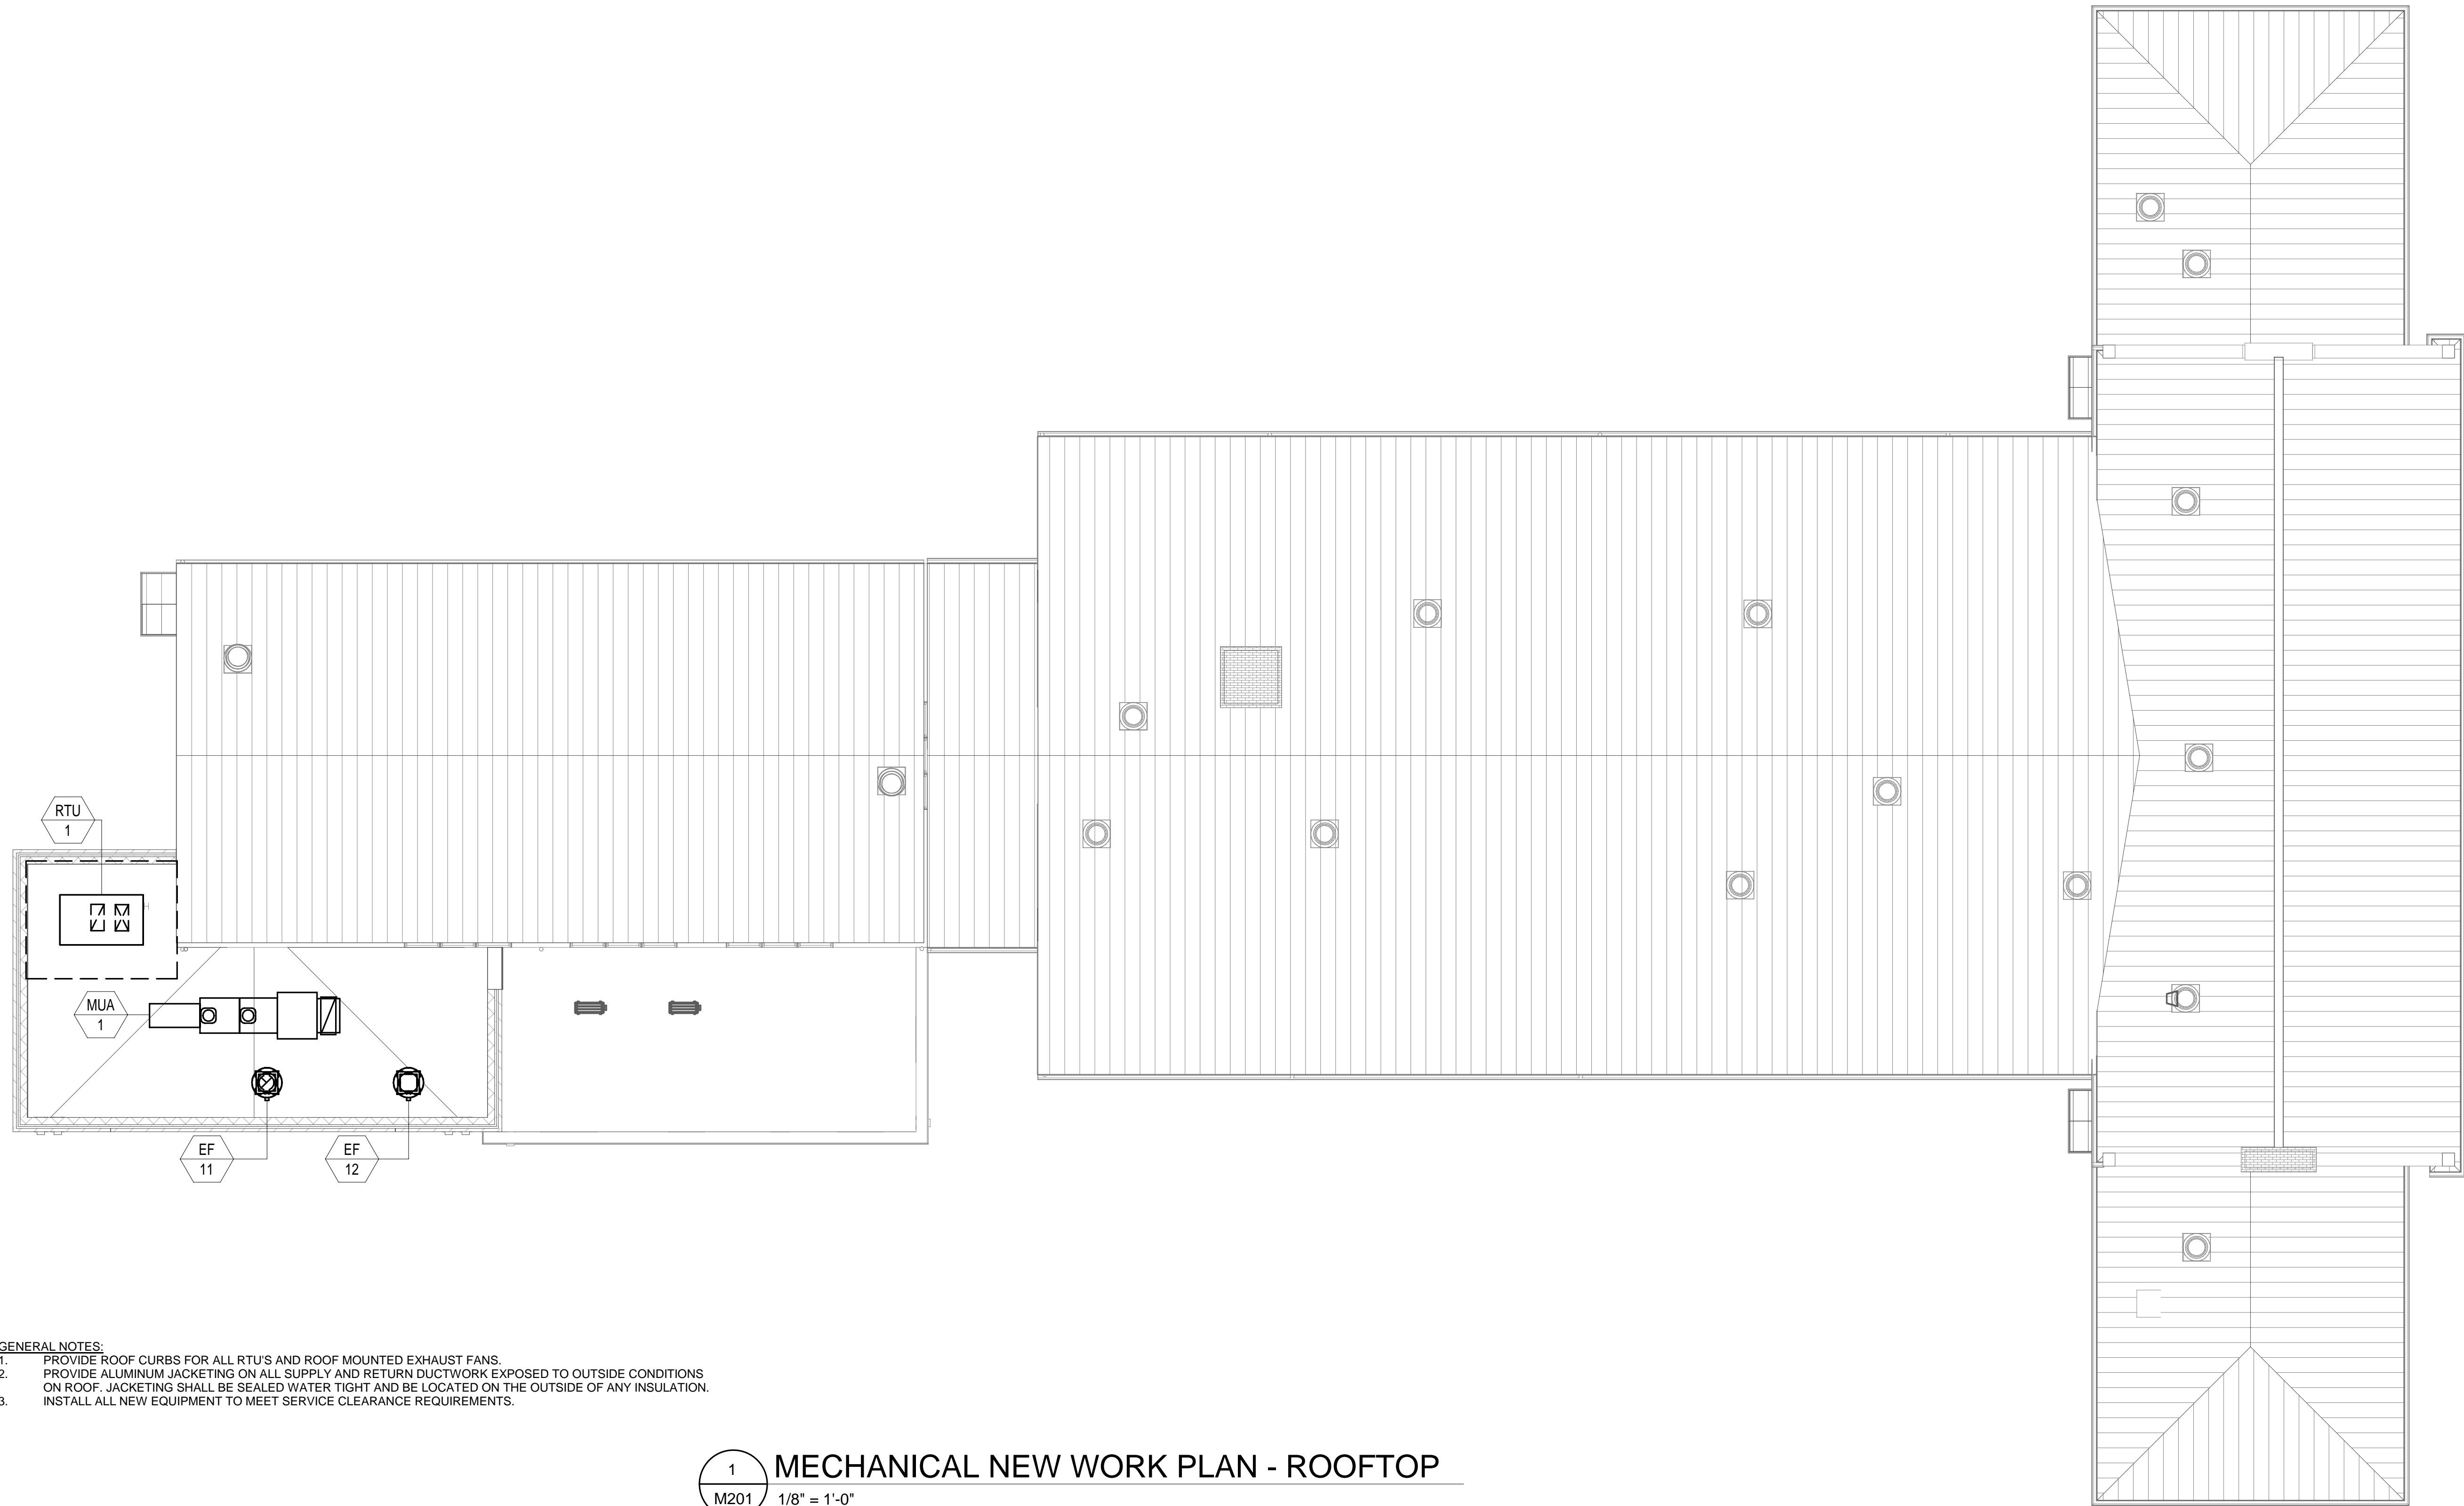 RTU
1
MUA
1
EF
11
EF
12
GENERAL NOTES:
1. PROVIDE ROOF CURBS FOR ALL RTU'S AND ROOF MOUNTED EXHAUST FANS.
2. PROVIDE ALUMINUM JACKETING ON ALL SUPPLY AND RETURN DUCTWORK EXPOSED TO OUTSIDE CONDITIONS
ON ROOF. JACKETING SHALL BE SEALED WATER TIGHT AND BE LOCATED ON THE OUTSIDE OF ANY INSULATION.
3. INSTALL ALL NEW EQUIPMENT TO MEET SERVICE CLEARANCE REQUIREMENTS.
1 MECHANICAL NEW WORK PLAN - ROOFTOP
M201 1/8" = 1'-0"